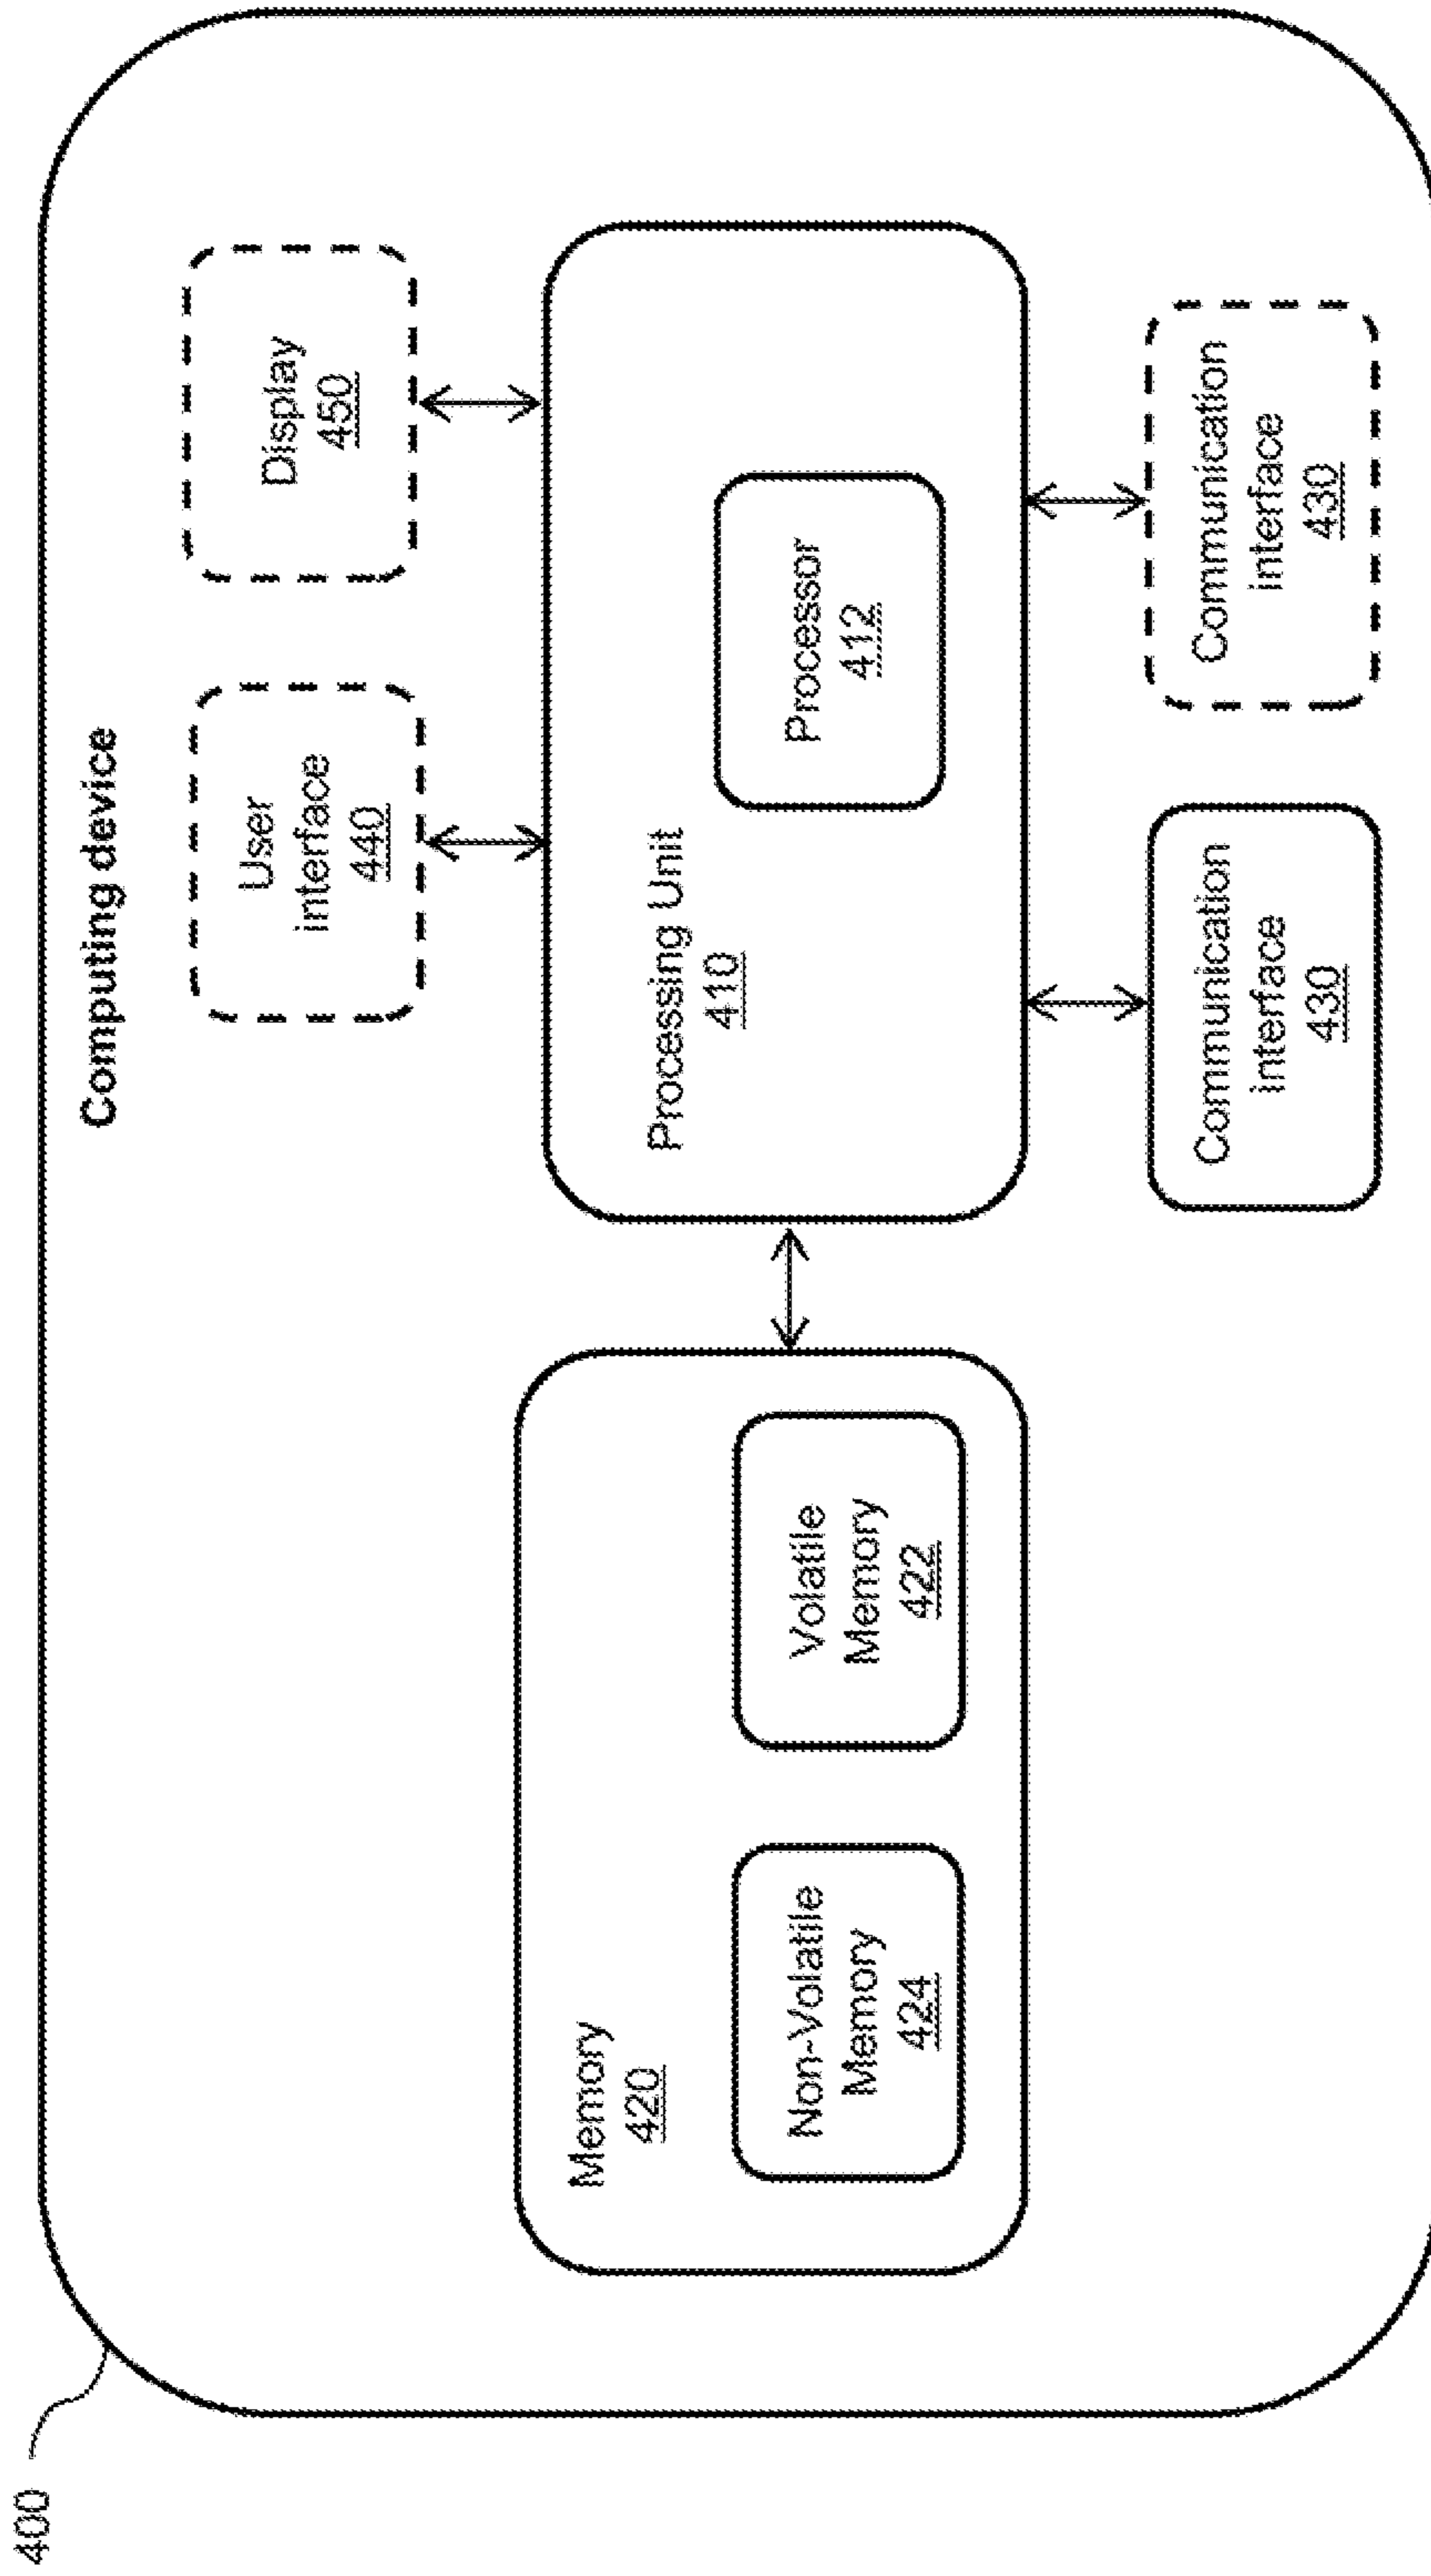 400
Computing device
User
interface
440
Display
450
Memory
420
Non-Volatile
Memory
424
Volatile
Memory
422
Processing Unit
410
Processor
412
Communication
interface
430
Communication
interface
430